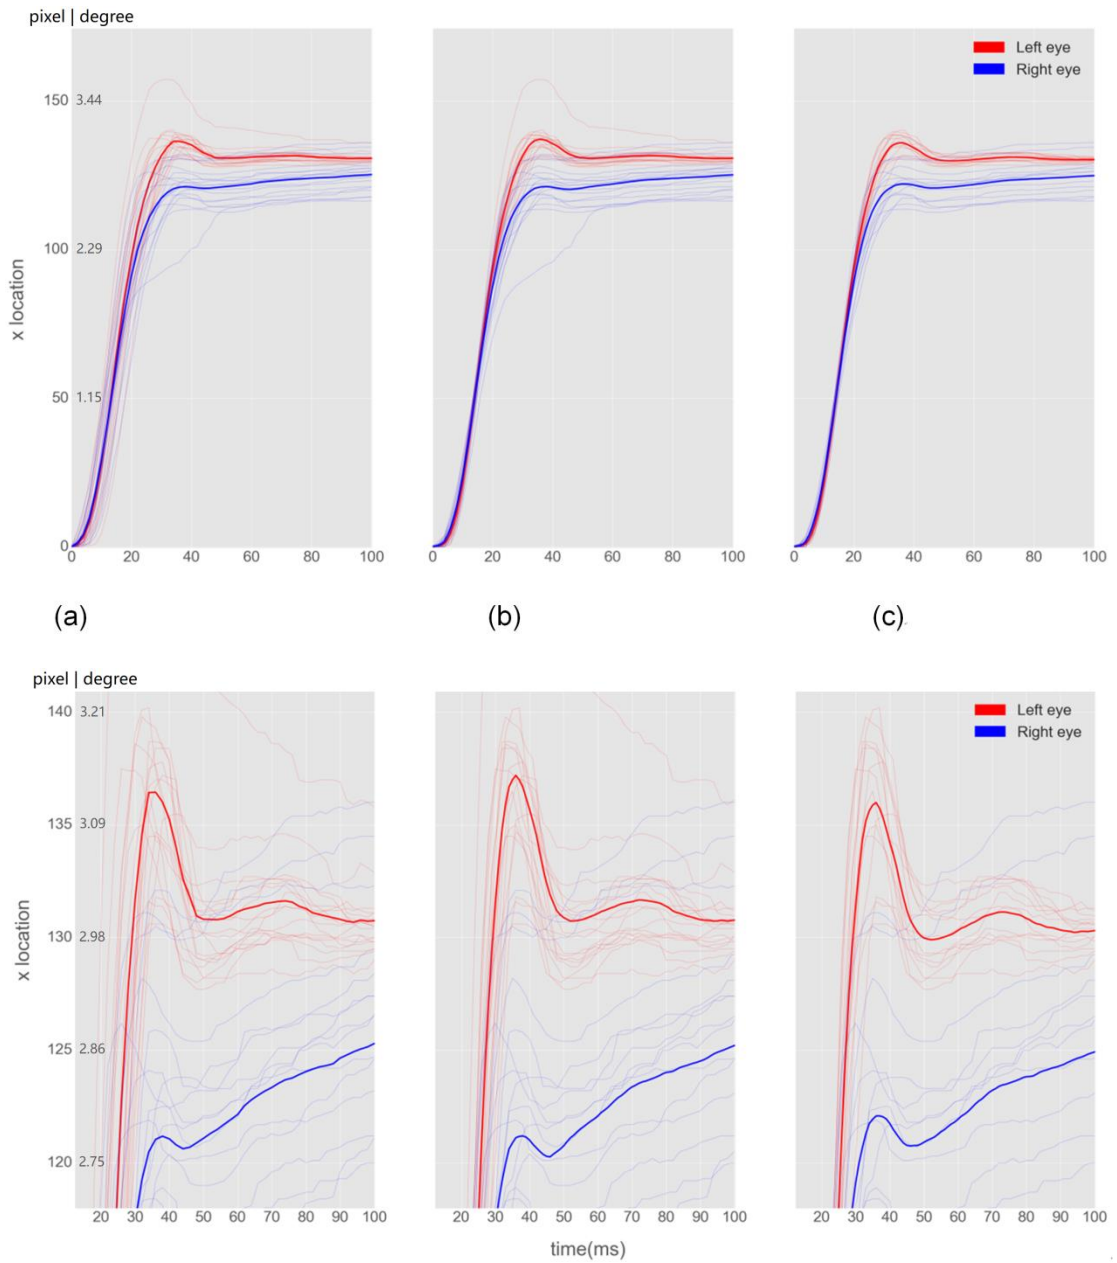 pixel | degree
150 3.44
100 2.29
50 1.15
0
x location
0 20 40 60 80 100
0 20 40 60 80 100
0 20 40 60 80 100
Left eye
Right eye
(a) (b) (c)
pixel | degree
140 3.21
135 3.09
130 2.98
125 2.86
120 2.75
x location
20 30 40 50 60 70 80 90 100
20 30 40 50 60 70 80 90 100
20 30 40 50 60 70 80 90 100
Left eye
Right eye
time(ms)